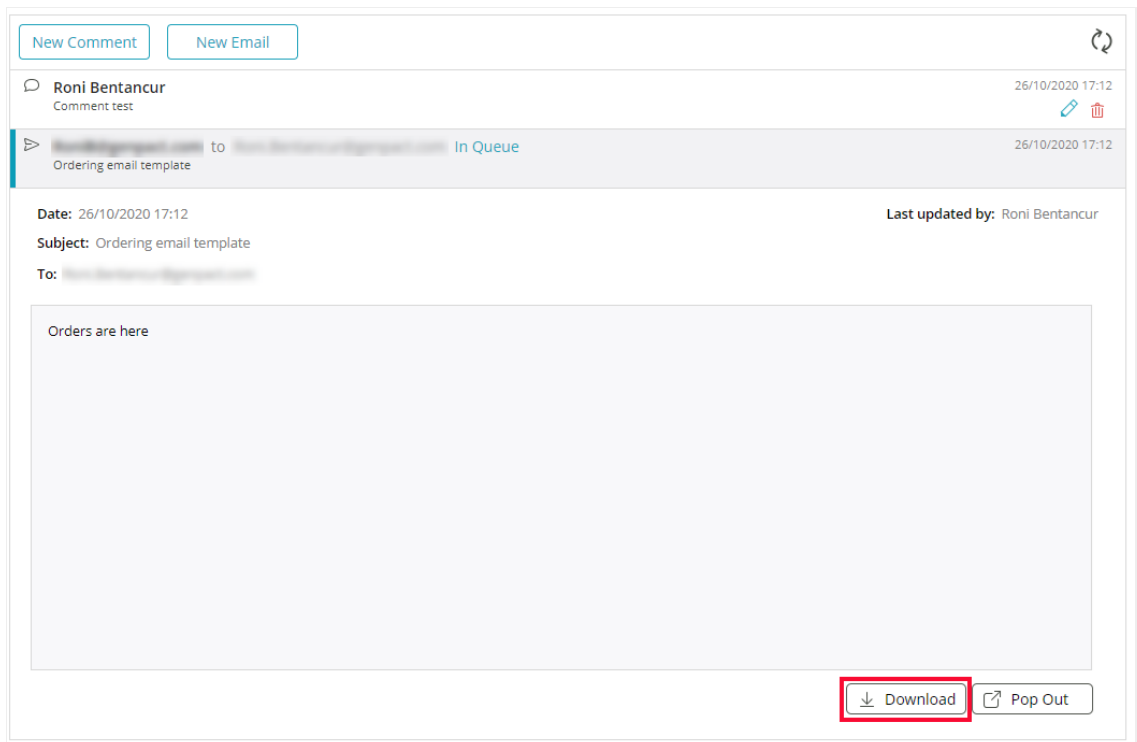 New Comment New Email
Roni Bentancur 26/10/2020 17:12
Comment test
to In Queue 26/10/2020 17:12
Ordering email template
Date: 26/10/2020 17:12 Last updated by: Roni Bentancur
Subject: Ordering email template
To:
Orders are here
Download Pop Out